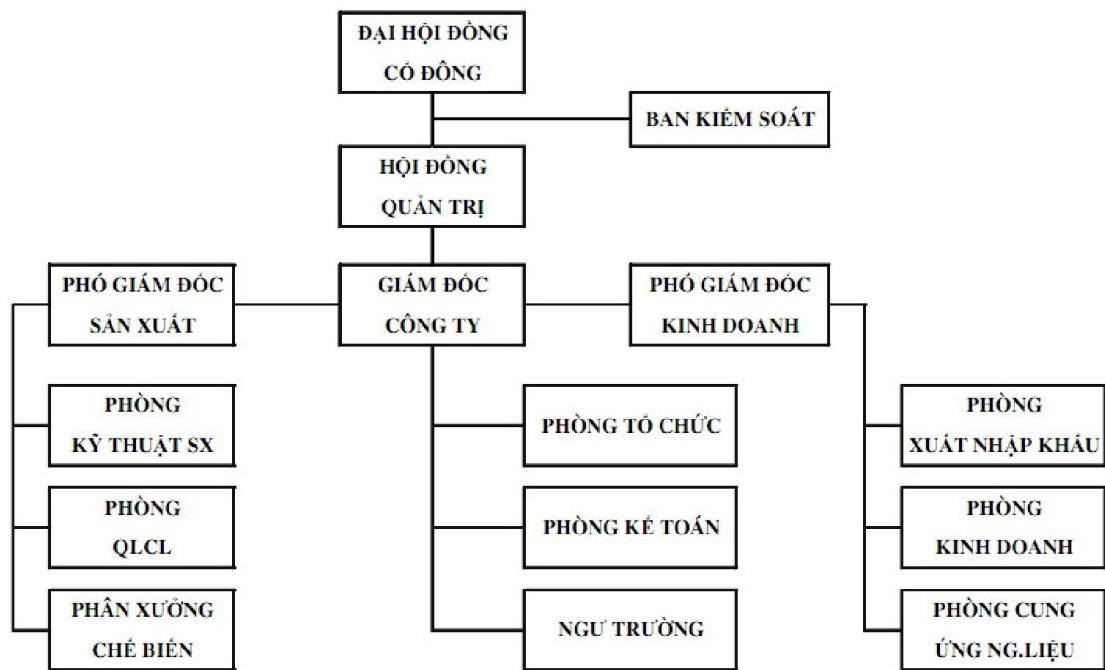 ĐẠI HỘI ĐỒNG
CỔ ĐÔNG
BAN KIỂM SOÁT
HỘI ĐỒNG
QUẢN TRỊ
PHÓ GIÁM ĐỐC
SẢN XUẤT
GIÁM ĐỐC
CÔNG TY
PHÓ GIÁM ĐỐC
KINH DOANH
PHÒNG
KỸ THUẬT SX
PHÒNG TỔ CHỨC
PHÒNG
XUẤT NHẬP KHẨU
PHÒNG
QLCL
PHÒNG KẾ TOÁN
PHÒNG
KINH DOANH
PHÂN XƯỞNG
CHẾ BIẾN
NGƯ TRƯỜNG
PHÒNG CUNG
ỨNG NG.LIỆU